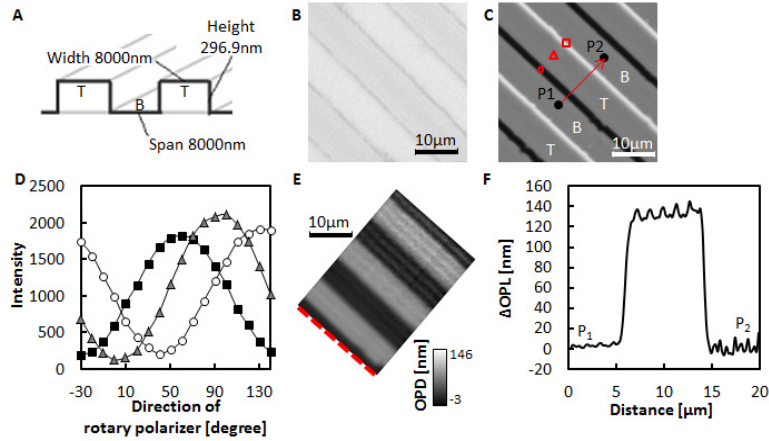 A
Height
296.9nm
Width 8000nm
T
B
T
Span 8000nm
B
10μm
C
P2
B
P1
T
B
T
10μm
D
2500
2000
1500
1000
500
0
Intensity
-30
10
50
90
130
Direction of
rotary polarizer [degree]
E
10μm
OPD [nm]
146
-3
F
160
140
120
100
80
60
40
20
0
-20
ΔOPL [nm]
P1
P2
0
5
10
15
20
Distance [μm]